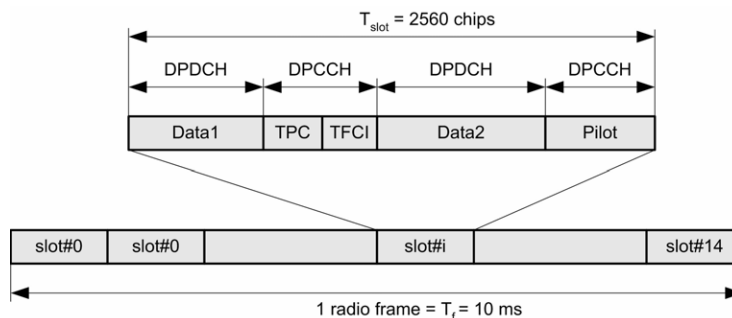 T_slot = 2560 chips
DPDCH DPCCH DPDCH DPCCH
Data1 TPC TFCI Data2 Pilot
slot#0 slot#0 slot#i slot#14
1 radio frame = T_f = 10 ms